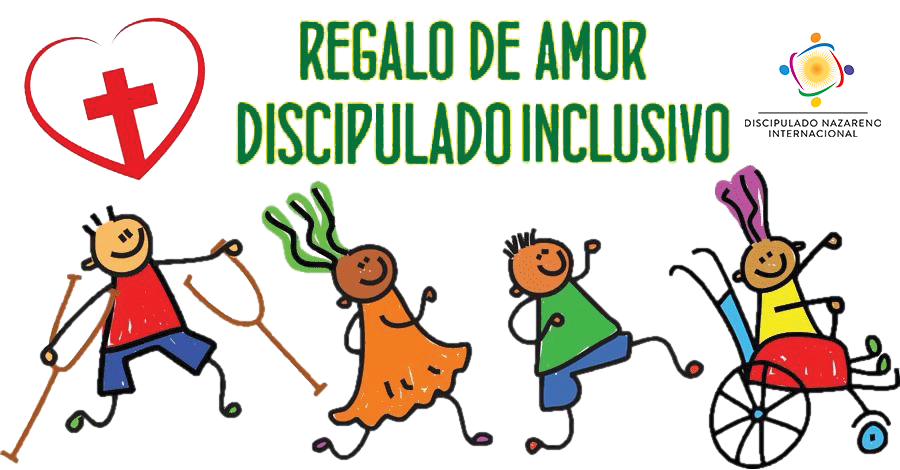 REGALO DE AMOR
DISCIPULADO INCLUSIVO
DISCIPULADO NAZARENO
INTERNACIONAL